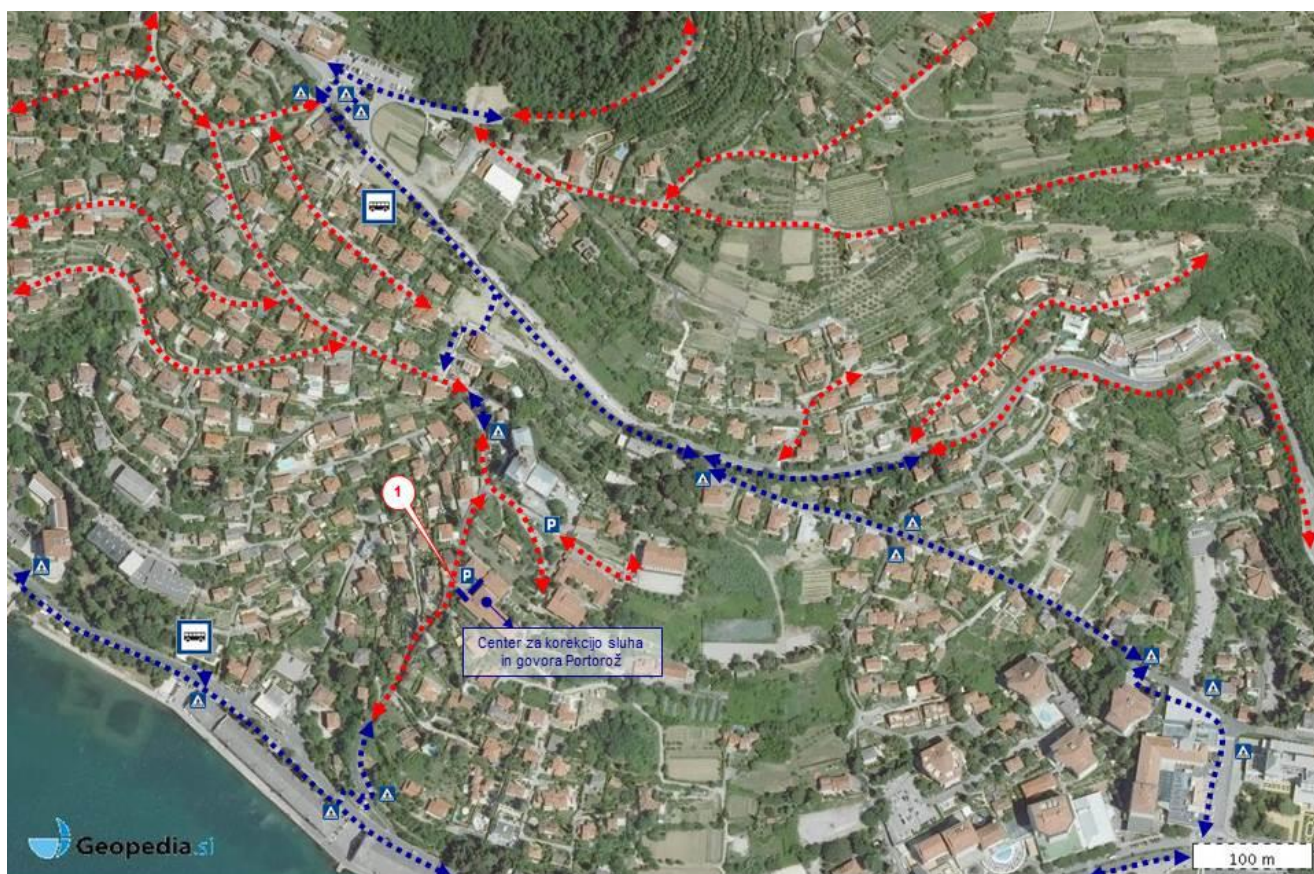 1
P
P
Center za korekcijo sluha
in govora Portorož
Geopedia.si
100 m